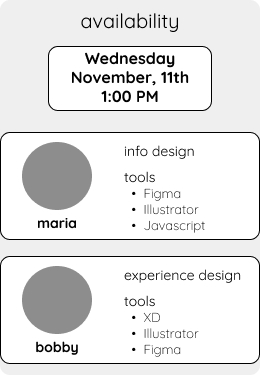 availability
Wednesday
November, 11th
1:00 PM
info design
tools
• Figma
• Illustrator
• Javascript
maria
experience design
tools
• XD
• Illustrator
• Figma
bobby